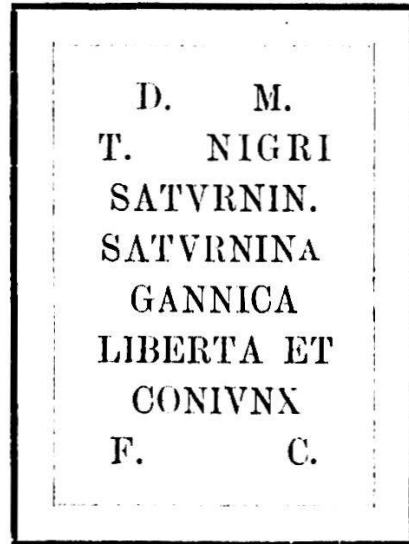 D. M.
T. NIGRI
SATVRNIN.
SATVRNINA
GANNICA
LIBERTA ET
CONIVNX
F. C.